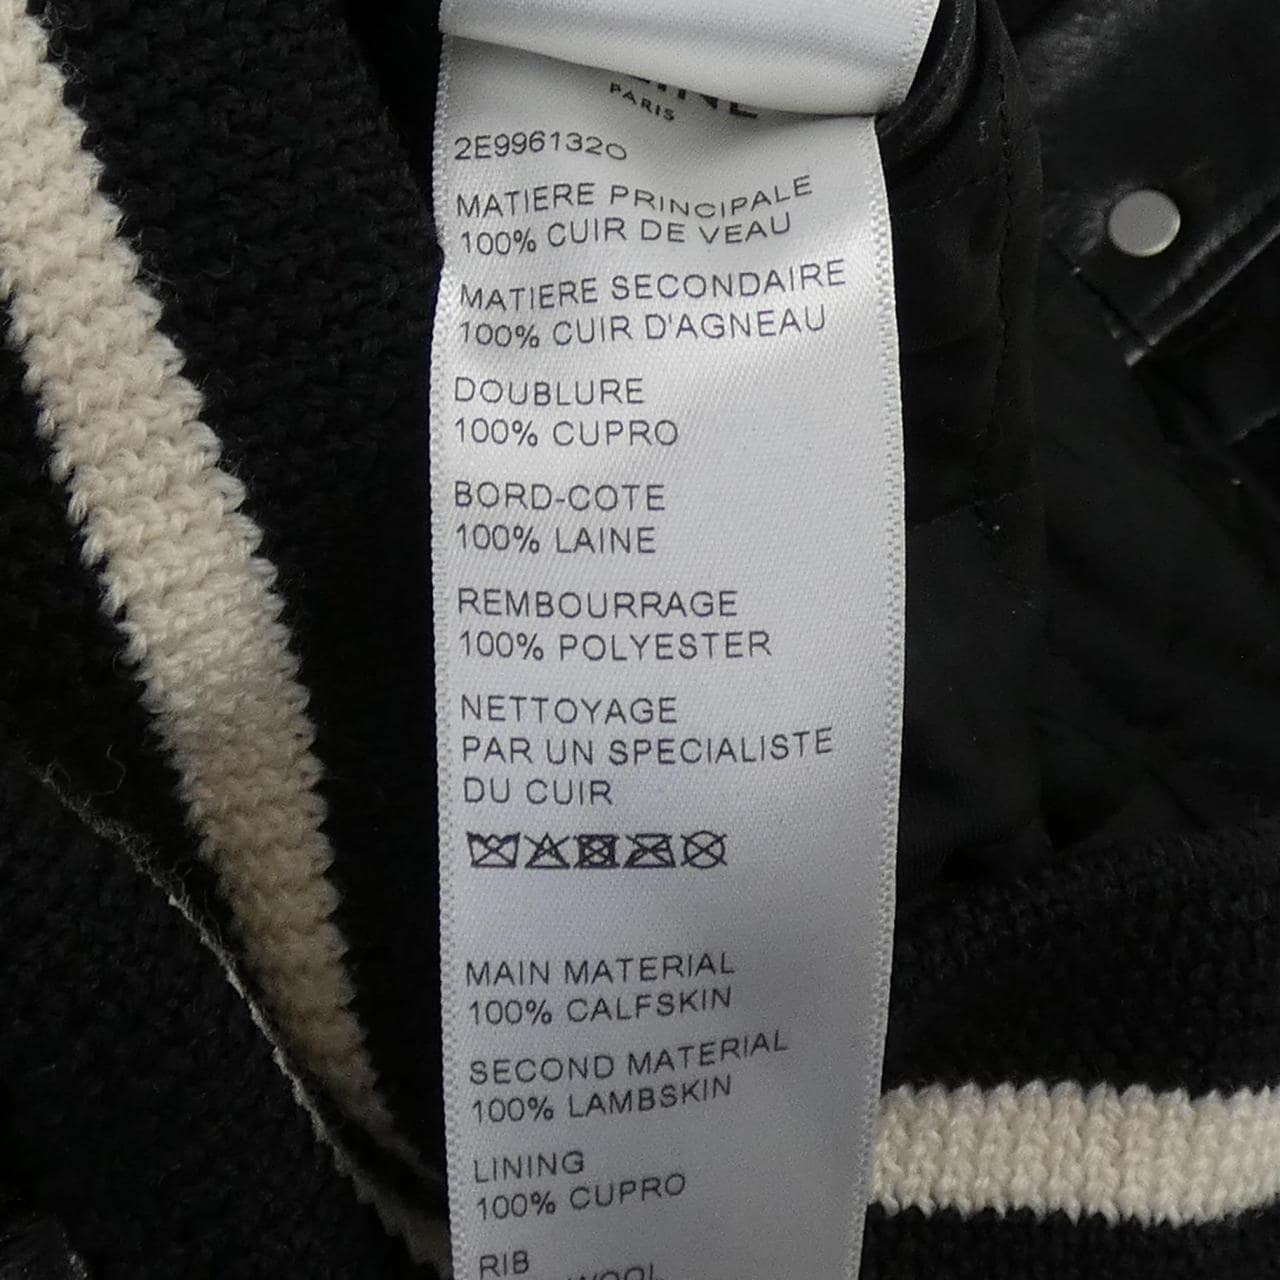 PARIS
2E9961320
MATIERE PRINCIPALE
100% CUIR DE VEAU
MATIERE SECONDAIRE
100% CUIR D'AGNEAU
DOUBLURE
100% CUPRO
BORD-COTE
100% LAINE
REMBOURRAGE
100% POLYESTER
NETTOYAGE
PAR UN SPECIALISTE
DU CUIR
MAIN MATERIAL
100% CALFSKIN
SECOND MATERIAL
100% LAMBSKIN
LINING
100% CUPRO
RIB
WOOL